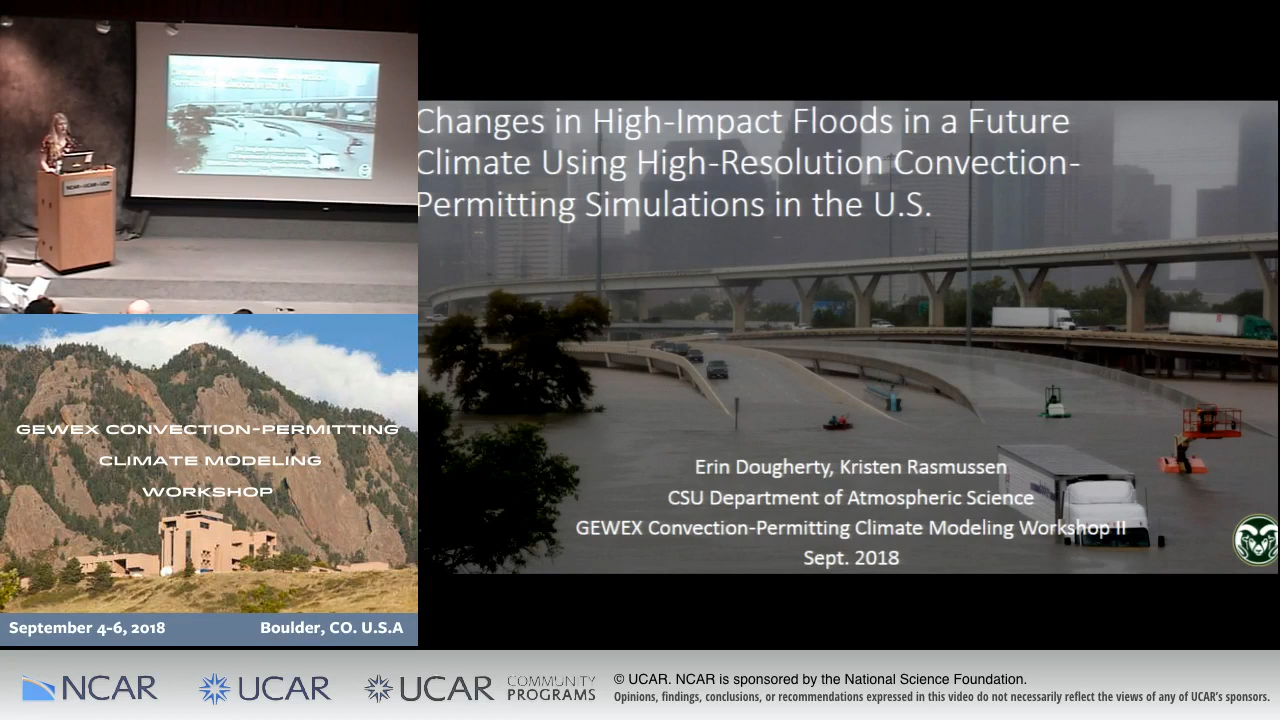 NCAR-UCAR-UCP
Changes in High-Impact Floods in a Future
Climate Using High-Resolution Convection-
Permitting Simulations in the U.S.
Erin Dougherty, Kristen Rasmussen
CSU Department of Atmospheric Science
GEWEX Convection-Permitting Climate Modeling Workshop II
Sept. 2018
GEWEX CONVECTION-PERMITTING
CLIMATE MODELING
WORKSHOP
September 4-6, 2018 Boulder, CO. U.S.A
NCAR UCAR UCAR COMMUNITY PROGRAMS
© UCAR. NCAR is sponsored by the National Science Foundation.
Opinions, findings, conclusions, or recommendations expressed in this video do not necessarily reflect the views of any of UCAR's sponsors.